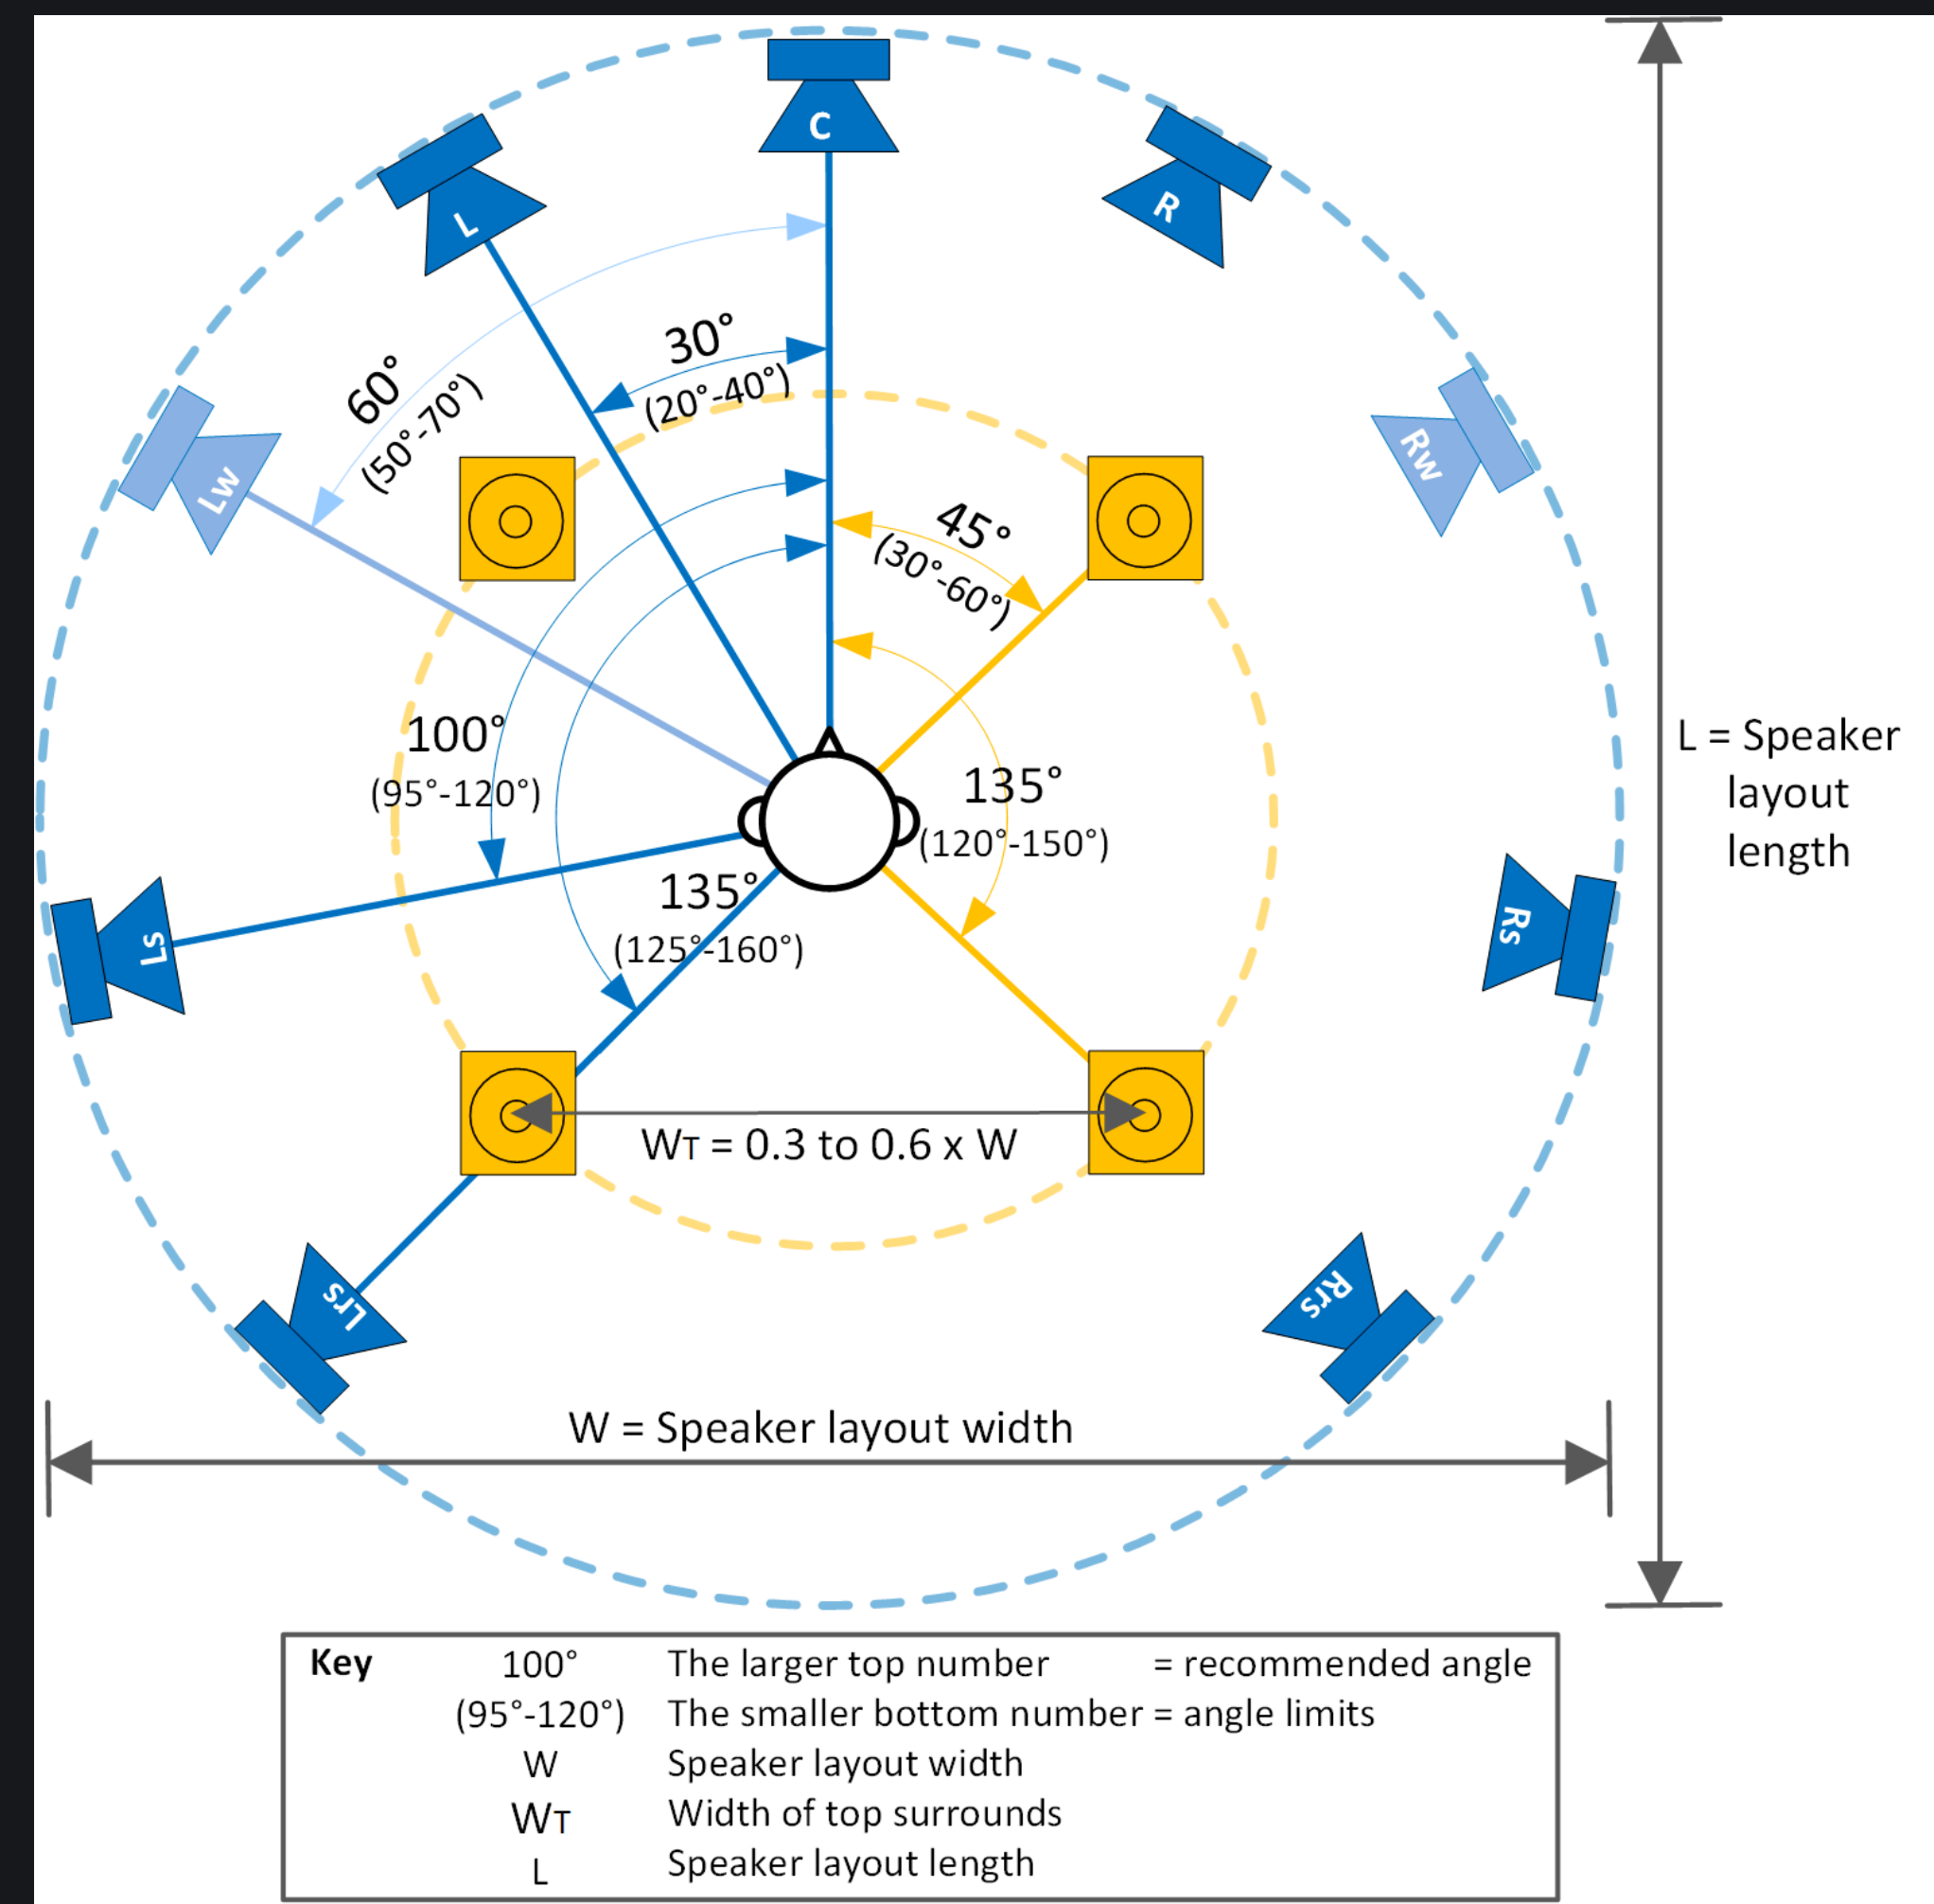 C
L
R
30°
(20°-40°)
60°
(50°-70°)
Lw
Rw
45°
(30°-60°)
100°
(95°-120°)
135°
(120°-150°)
L = Speaker
layout
length
135°
(125°-160°)
Ls
Rs
WT = 0.3 to 0.6 x W
Lrs
Rrs
W = Speaker layout width
Key 100° The larger top number = recommended angle
(95°-120°) The smaller bottom number = angle limits
W Speaker layout width
WT Width of top surrounds
L Speaker layout length